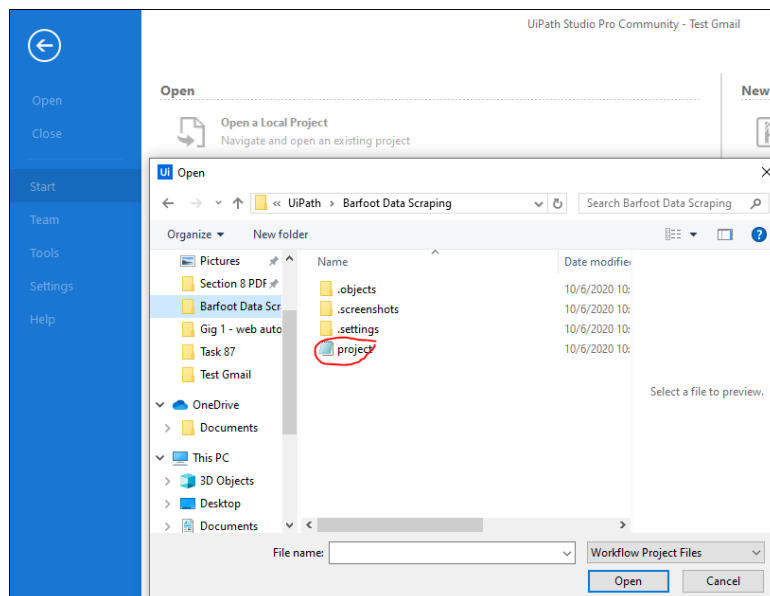 UiPath Studio Pro Community - Test Gmail
Open
Close
Start
Team
Tools
Settings
Help
Open
New
Open a Local Project
Navigate and open an existing project
Ui Open
« UiPath › Barfoot Data Scraping
Search Barfoot Data Scraping
Organize
New folder
?
Pictures
Section 8 PDF
Barfoot Data Scr
Gig 1 - web auto
Task 87
Test Gmail
OneDrive
Documents
This PC
3D Objects
Desktop
Documents
Name
Date modified
.objects 10/6/2020 10:
.screenshots 10/6/2020 10:
.settings 10/6/2020 10:
project 10/6/2020 10:
Select a file to preview.
File name:
Workflow Project Files
Open
Cancel